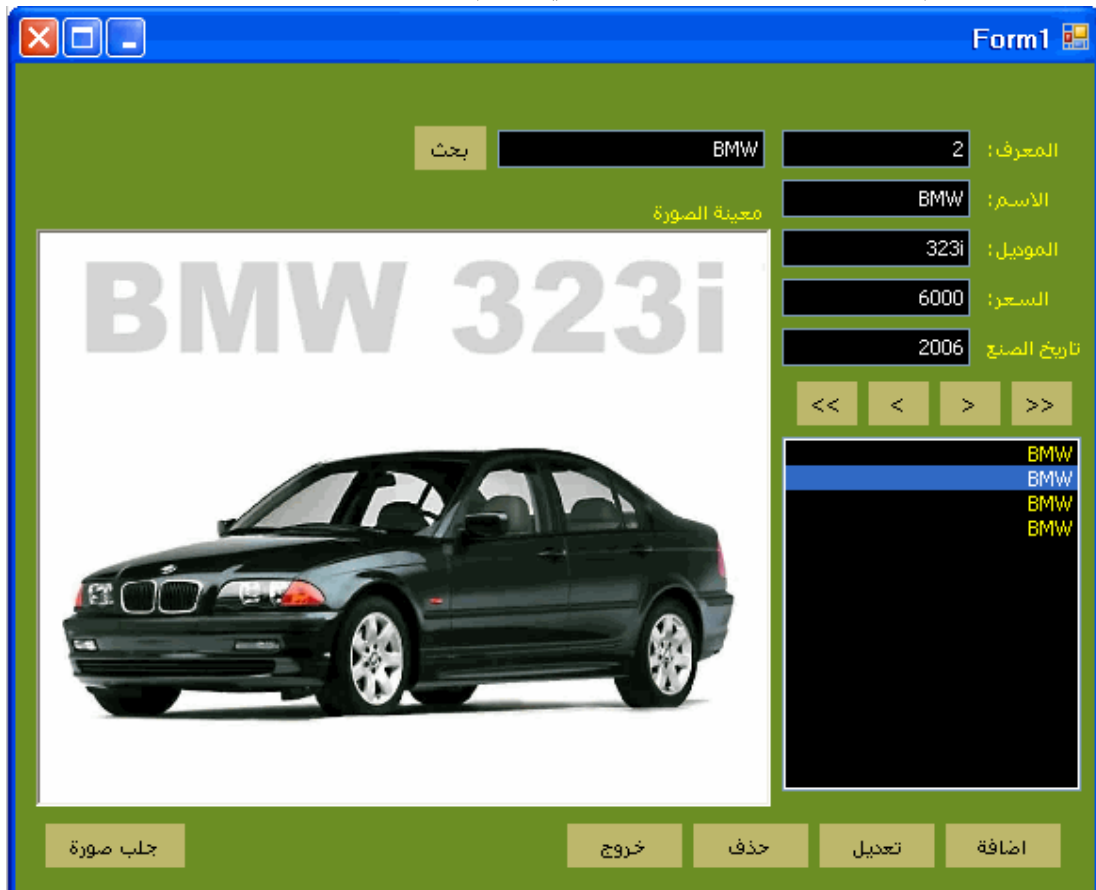 Form1
المعرف: 2
BMW
بحث
الاسم: BMW
معينة الصورة
الموديل: 323i
السعر: 6000
تاريخ الصنع 2006
<< < > >>
BMW 323i
BMW
BMW
BMW
BMW
اضافة
تعديل
حذف
خروج
جلب صورة